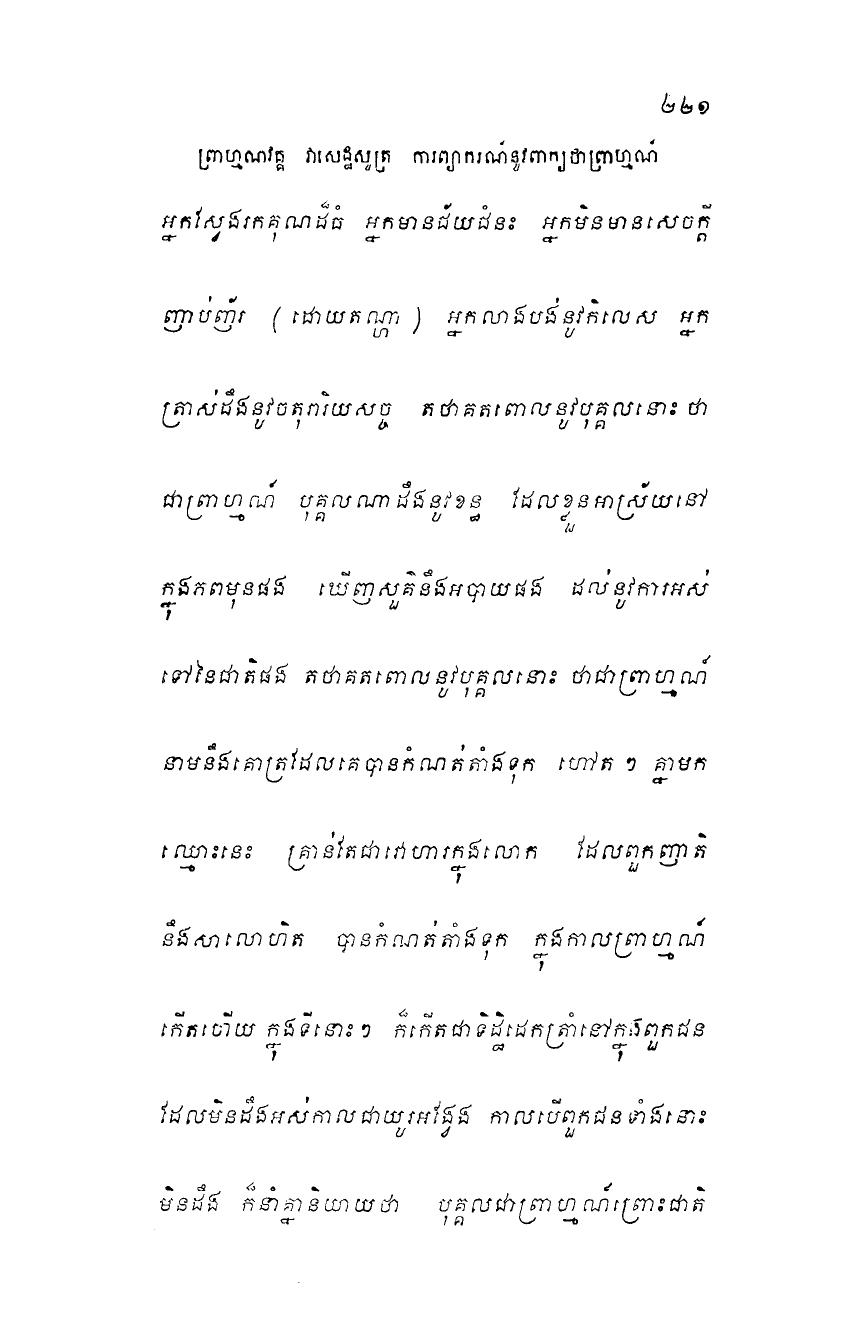 ២២១
ព្រាហ្មណវគ្គ វាសេដ្ឋសូត្រ ការព្យាករណ៍នូវពាក្យថាព្រាហ្មណ៍
អ្នកស្វែងរកគុណដ៏ធំ អ្នកមានជ័យជំនះ អ្នកមិនមានសេចក្តី
ញាប់ញ័រ (ដោយតណ្ហា) អ្នកលាងបង់នូវកិលេស អ្នក
ត្រាស់ដឹងនូវចតុរារិយសច្ច តថាគតពោលនូវបុគ្គលនោះ ថា
ជាព្រាហ្មណ៍ បុគ្គលណាដឹងនូវខន្ធ ដែលខ្លួនអាស្រ័យនៅ
ក្នុងភពមុនផង ឃើញសួគ៌នឹងអបាយផង ដល់នូវការអស់
ទៅនៃជាតិផង តថាគតពោលនូវបុគ្គលនោះ ថាជាព្រាហ្មណ៍
នាមនឹងគោត្រដែលគេបានកំណត់តាំងទុក ហៅត ៗ គ្នាមក
ឈ្មោះនេះ គ្រាន់តែជាវោហារក្នុងលោក ដែលពួកញាតិ
នឹងសាលោហិត បានកំណត់តាំងទុក ក្នុងកាលព្រាហ្មណ៍
កើតហើយ ក្នុងទីនោះៗ ក៏កើតជាទិដ្ឋិដេកត្រាំនៅក្នុងពួកជន
ដែលមិនដឹងអស់កាលជាយូរអង្វែង កាលបើពួកជនទាំងនោះ
មិនដឹង ក៏នាំគ្នានិយាយថា បុគ្គលជាព្រាហ្មណ៍ព្រោះជាតិ